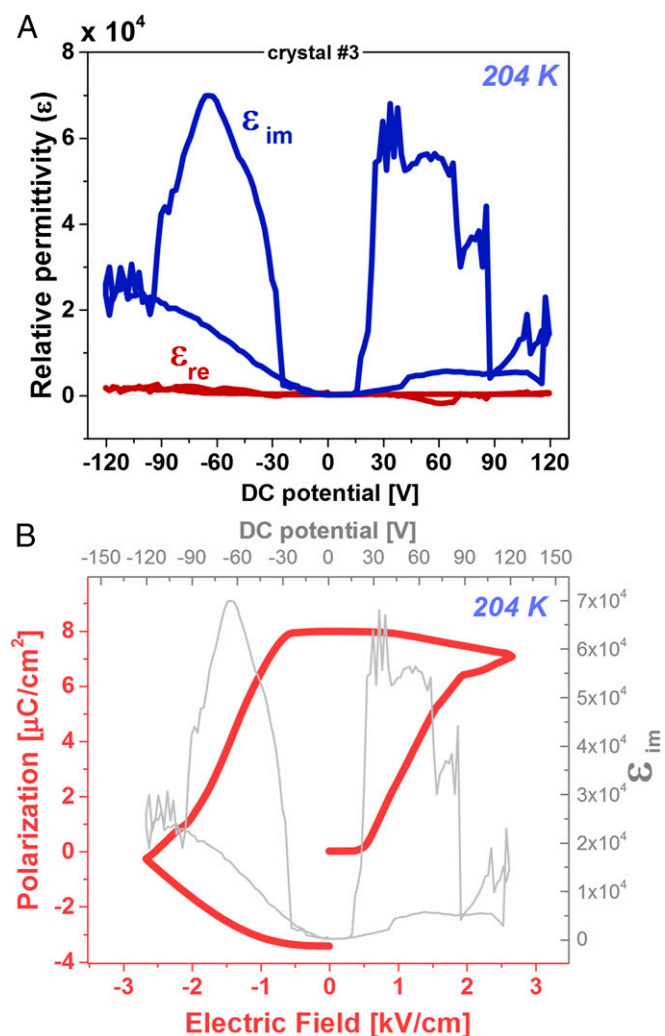 A
x 10⁴
crystal #3
204 K
8
6
4
2
0
Relative permittivity (ε)
ε im
ε re
-120 -90 -60 -30 0 30 60 90 120
DC potential [V]
B
DC potential [V]
-150 -120 -90 -60 -30 0 30 60 90 120 150
204 K
8
6
4
2
0
-2
-4
Polarization [µC/cm²]
7x10⁴
6x10⁴
5x10⁴
4x10⁴
3x10⁴
2x10⁴
1x10⁴
0
ε im
-3 -2 -1 0 1 2 3
Electric Field [kV/cm]